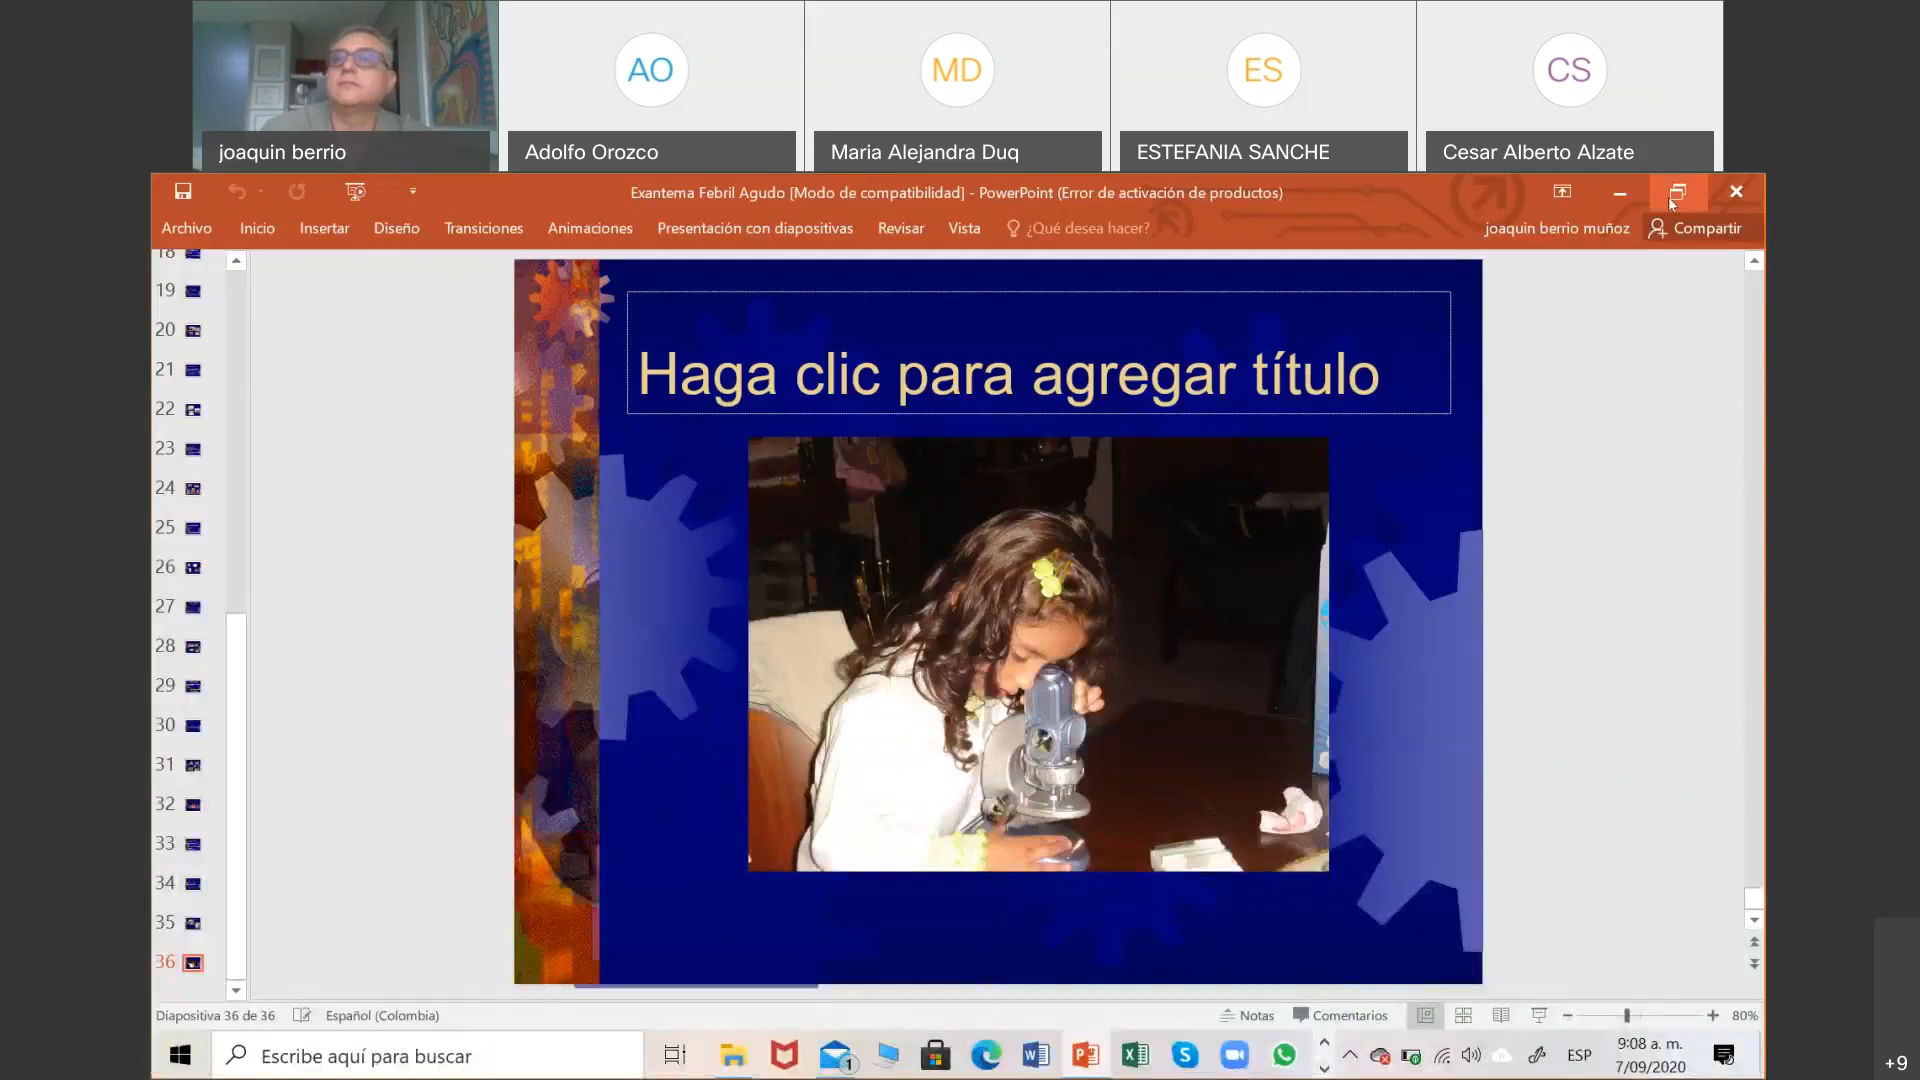 AO
MD
ES
CS
joaquin berrio
Adolfo Orozco
Maria Alejandra Duq
ESTEFANIA SANCHE
Cesar Alberto Alzate
Exantema Febril Agudo [Modo de compatibilidad] - PowerPoint (Error de activación de productos)
Archivo
Inicio
Insertar
Diseño
Transiciones
Animaciones
Presentación con diapositivas
Revisar
Vista
¿Qué desea hacer?
joaquin berrio muñoz
Compartir
18
19
20
21
22
23
24
25
26
27
28
29
30
31
32
33
34
35
36
Haga clic para agregar título
Diapositiva 36 de 36
Español (Colombia)
Notas
Comentarios
80%
Escribe aquí para buscar
1
ESP
9:08 a. m.
7/09/2020
+9